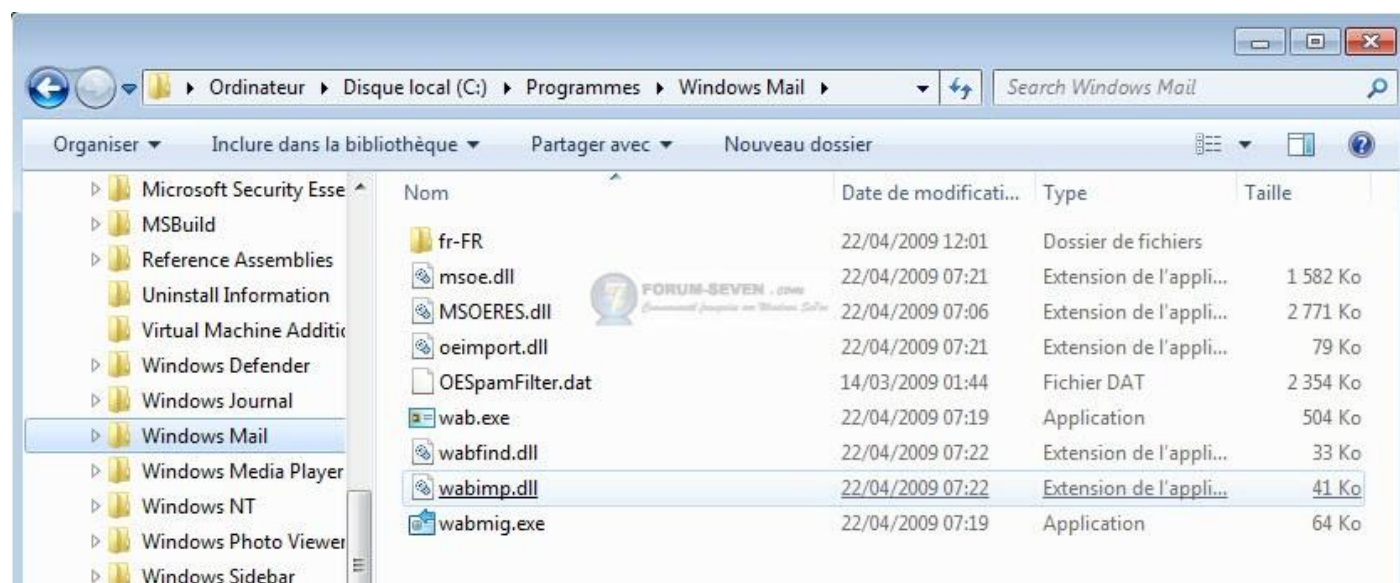 Ordinateur Disque local (C:) Programmes Windows Mail Search Windows Mail
Organiser Inclure dans la bibliothèque Partager avec Nouveau dossier
Microsoft Security Esse
MSBuild
Reference Assemblies
Uninstall Information
Virtual Machine Additic
Windows Defender
Windows Journal
Windows Mail
Windows Media Player
Windows NT
Windows Photo Viewer
Windows Sidebar
Nom Date de modificati... Type Taille
fr-FR 22/04/2009 12:01 Dossier de fichiers
msoe.dll 22/04/2009 07:21 Extension de l'appli... 1 582 Ko
MSOERES.dll 22/04/2009 07:06 Extension de l'appli... 2 771 Ko
oeimport.dll 22/04/2009 07:21 Extension de l'appli... 79 Ko
OESpamFilter.dat 14/03/2009 01:44 Fichier DAT 2 354 Ko
wab.exe 22/04/2009 07:19 Application 504 Ko
wabfind.dll 22/04/2009 07:22 Extension de l'appli... 33 Ko
wabimp.dll 22/04/2009 07:22 Extension de l'appli... 41 Ko
wabmig.exe 22/04/2009 07:19 Application 64 Ko
FORUM-SEVEN .com